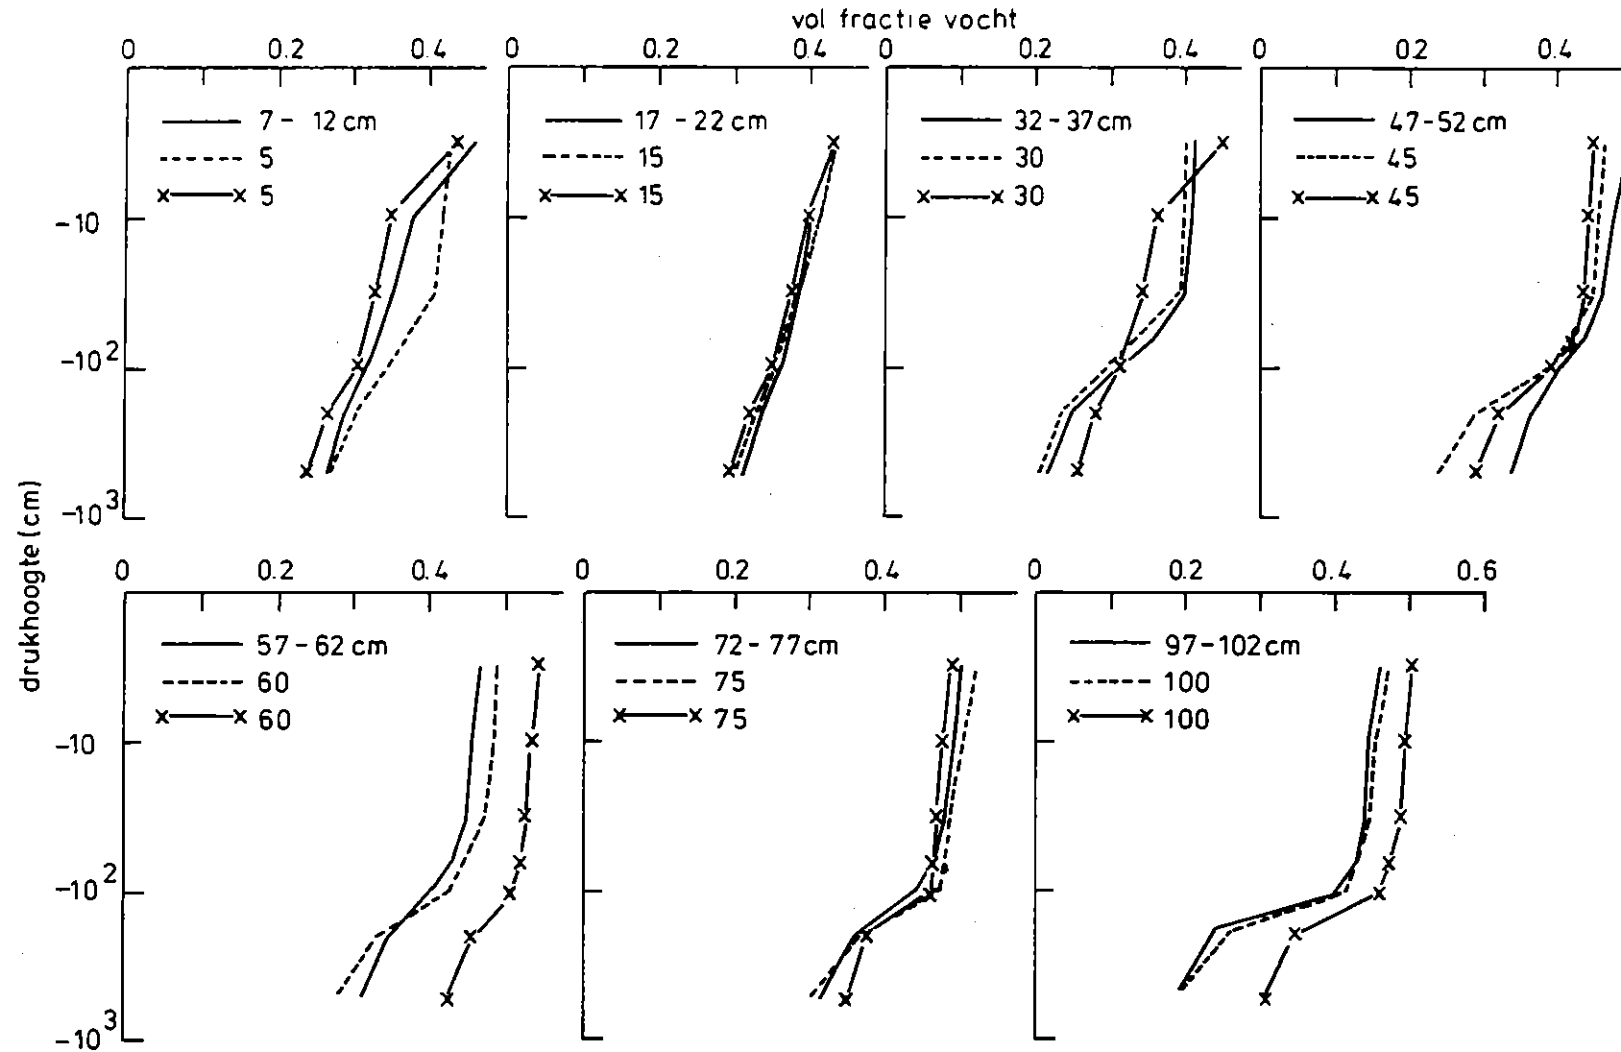 vol fractie vocht
0 0.2 0.4 0 0.2 0.4 0 0.2 0.4 0 0.2 0.4
7 - 12 cm
5
x—x 5
17 - 22 cm
15
x—x 15
32 - 37 cm
30
x—x 30
47 - 52 cm
45
x—x 45
-10
-10²
-10³
drukhoogte (cm)
0 0.2 0.4 0 0.2 0.4 0 0.2 0.4 0.6
57 - 62 cm
60
x—x 60
72 - 77 cm
75
x—x 75
97 - 102 cm
100
x—x 100
-10
-10²
-10³